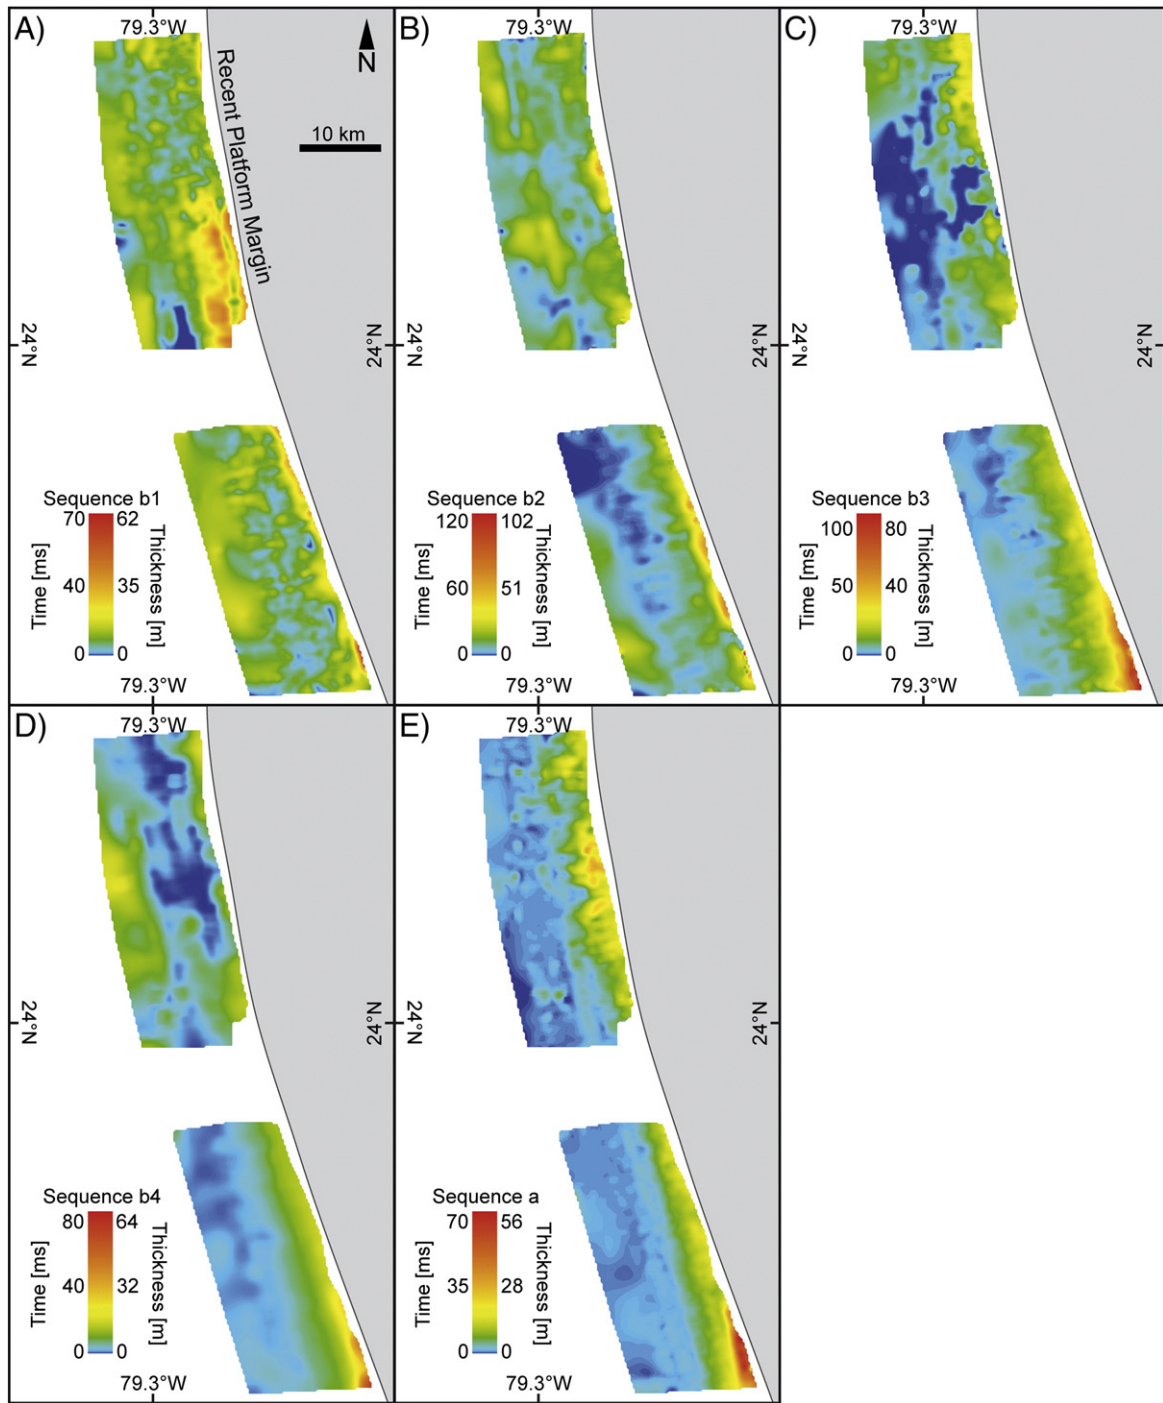 A)
79.3°W
N
10 km
Recent Platform Margin
24°N
24°N
Sequence b1
70 62
40 35
0 0
Time [ms]
Thickness [m]
79.3°W
B)
79.3°W
24°N
24°N
Sequence b2
120 102
60 51
0 0
Time [ms]
Thickness [m]
79.3°W
C)
79.3°W
24°N
Sequence b3
100 80
50 40
0 0
Time [ms]
Thickness [m]
79.3°W
D)
79.3°W
24°N
24°N
Sequence b4
80 64
40 32
0 0
Time [ms]
Thickness [m]
79.3°W
E)
79.3°W
24°N
24°N
Sequence a
70 56
35 28
0 0
Time [ms]
Thickness [m]
79.3°W